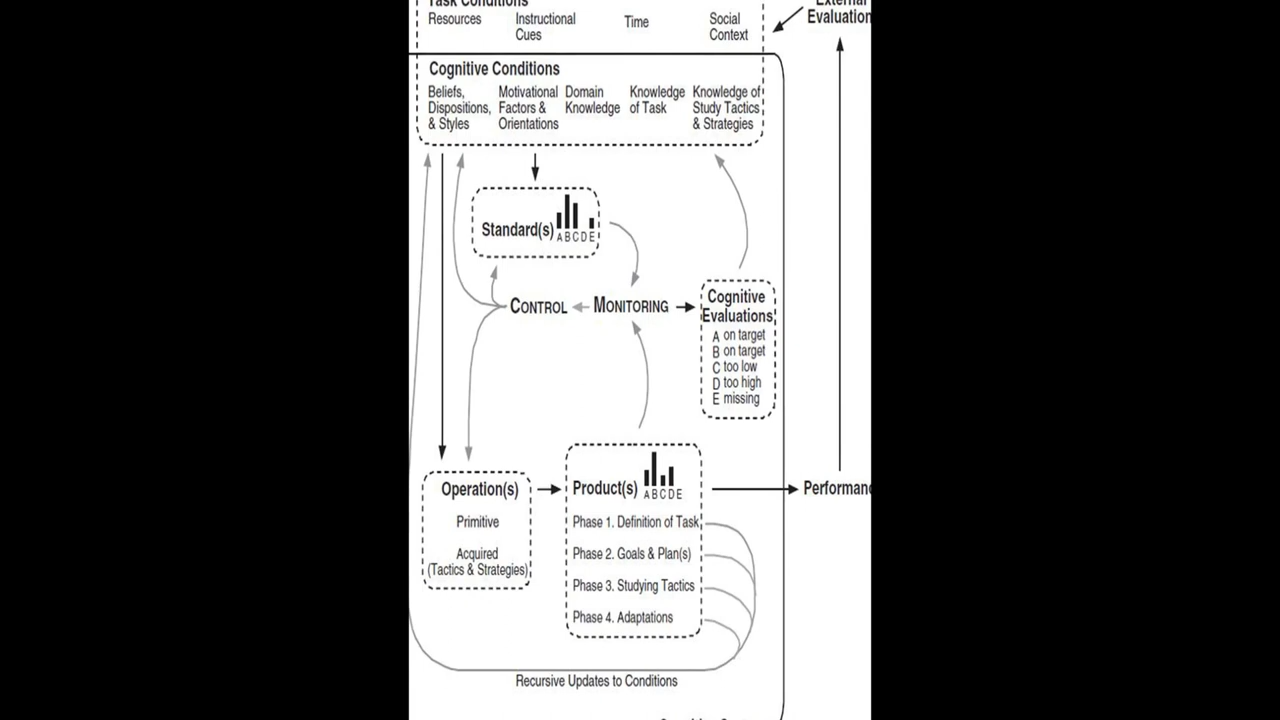 Task Conditions
External
Evaluation
Resources
Instructional
Cues
Time
Social
Context
Cognitive Conditions
Beliefs,
Dispositions,
& Styles
Motivational
Factors &
Orientations
Domain
Knowledge
Knowledge
of Task
Knowledge of
Study Tactics
& Strategies
Standard(s)
ABCDE
CONTROL
MONITORING
Cognitive
Evaluations
A on target
B on target
C too low
D too high
E missing
Operation(s)
Primitive
Acquired
(Tactics & Strategies)
Product(s)
ABCDE
Phase 1. Definition of Task
Phase 2. Goals & Plan(s)
Phase 3. Studying Tactics
Phase 4. Adaptations
Performanc
Recursive Updates to Conditions